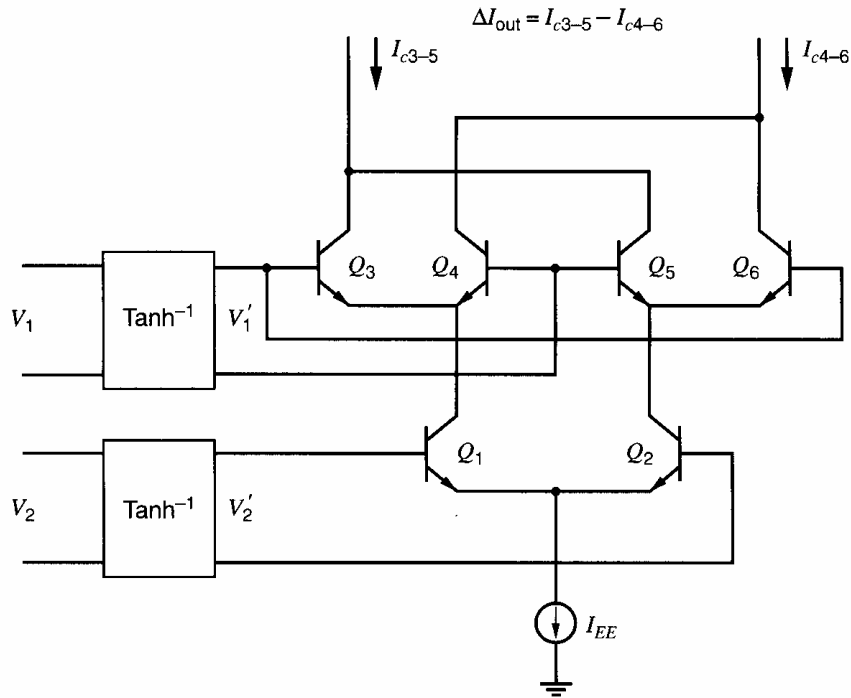 ΔI_out = I_c3–5 − I_c4–6
I_c3–5
I_c4–6
Q_3
Q_4
Q_5
Q_6
V_1
Tanh⁻¹
V_1′
Q_1
Q_2
V_2
Tanh⁻¹
V_2′
I_EE